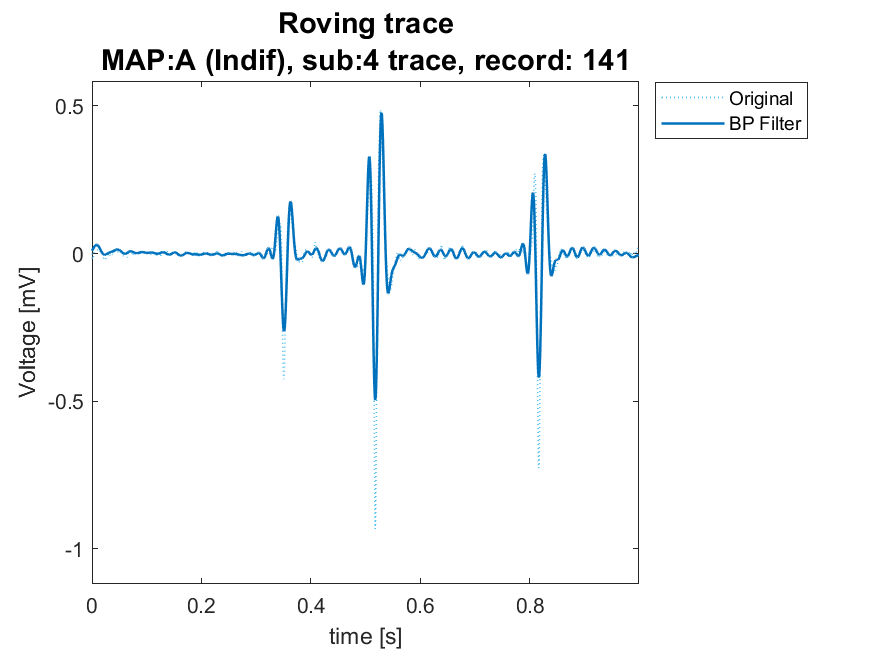 Roving trace
MAP:A (Indif), sub:4 trace, record: 141
Original
BP Filter
0.5
0
-0.5
-1
Voltage [mV]
0
0.2
0.4
0.6
0.8
time [s]